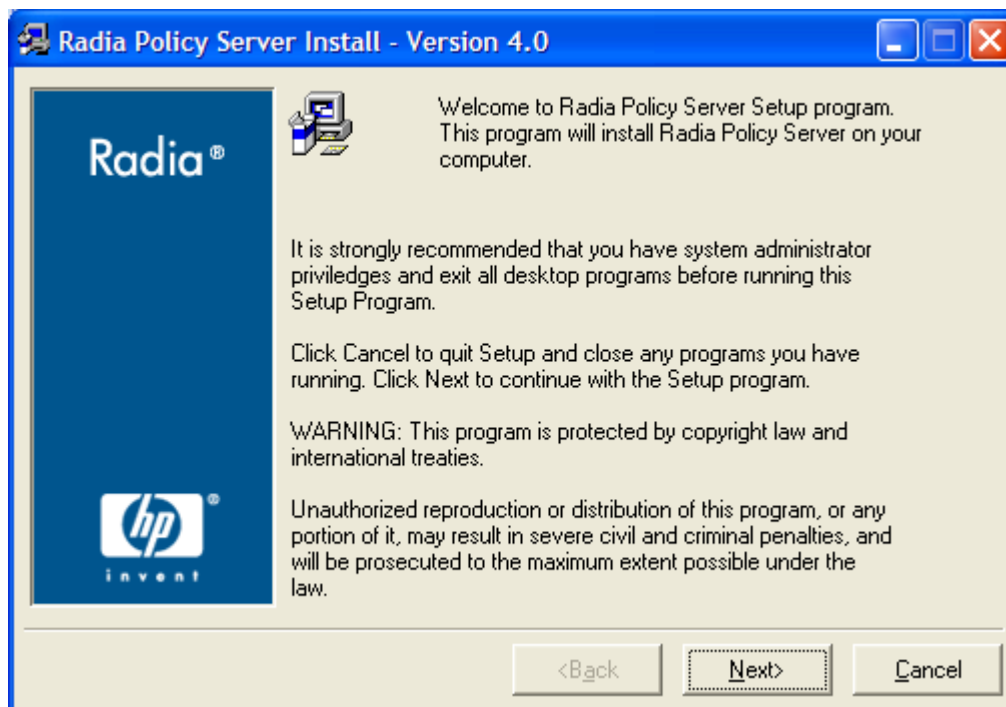 Radia Policy Server Install - Version 4.0
Radia®
Welcome to Radia Policy Server Setup program.
This program will install Radia Policy Server on your
computer.
It is strongly recommended that you have system administrator
priviledges and exit all desktop programs before running this
Setup Program.
Click Cancel to quit Setup and close any programs you have
running. Click Next to continue with the Setup program.
WARNING: This program is protected by copyright law and
international treaties.
Unauthorized reproduction or distribution of this program, or any
portion of it, may result in severe civil and criminal penalties, and
will be prosecuted to the maximum extent possible under the
law.
hp®
invent
<Back
Next>
Cancel